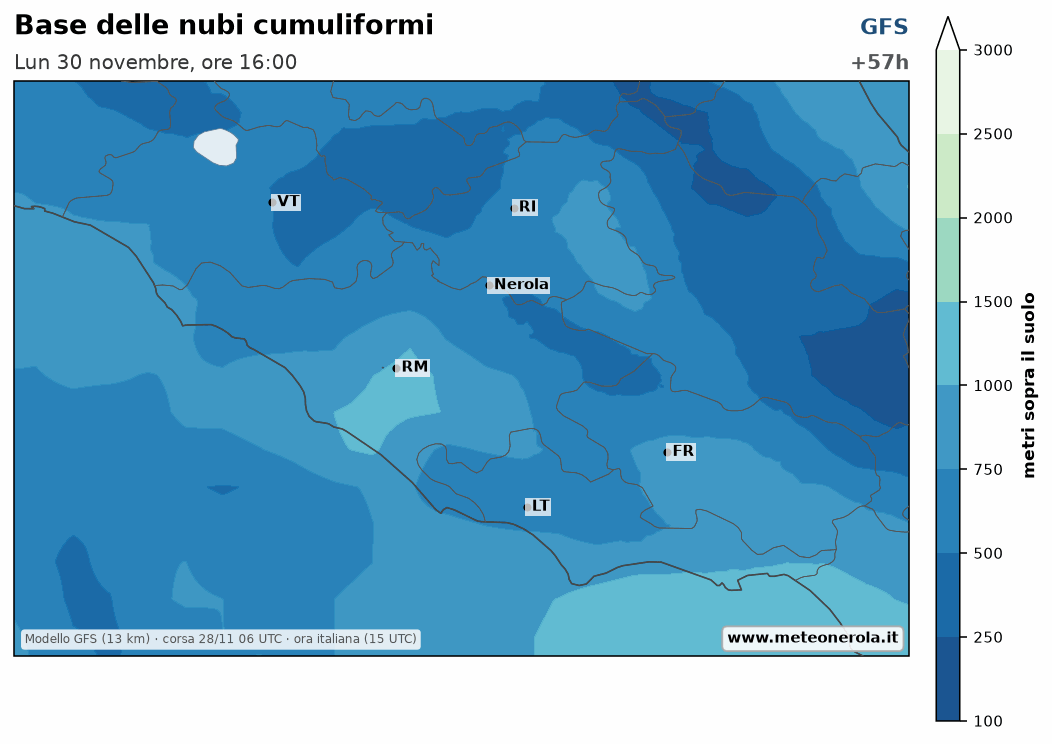 Base delle nubi cumuliformi
GFS
Lun 30 novembre, ore 16:00
+57h
VT
RI
Nerola
RM
FR
LT
Modello GFS (13 km) · corsa 28/11 06 UTC · ora italiana (15 UTC)
www.meteonerola.it
3000
2500
2000
1500
1000
750
500
250
100
metri sopra il suolo